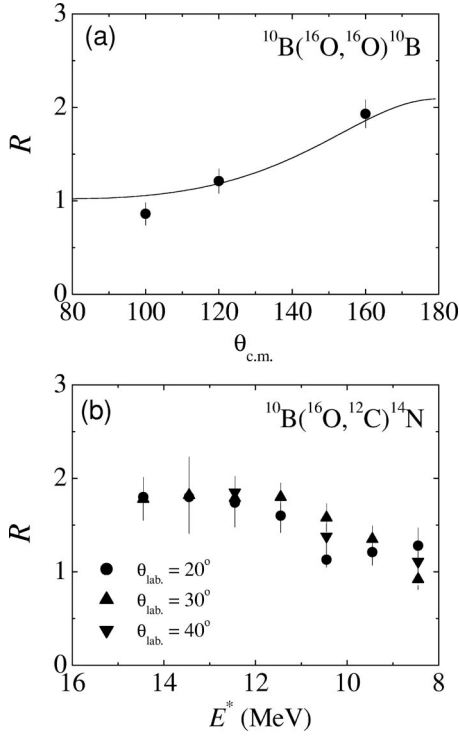 (a) ¹⁰B(¹⁶O,¹⁶O)¹⁰B
3
2
1
0
R
80 100 120 140 160 180
θc.m.
(b) ¹⁰B(¹⁶O,¹²C)¹⁴N
3
2
1
0
R
θlab. = 20°
θlab. = 30°
θlab. = 40°
16 14 12 10 8
E* (MeV)